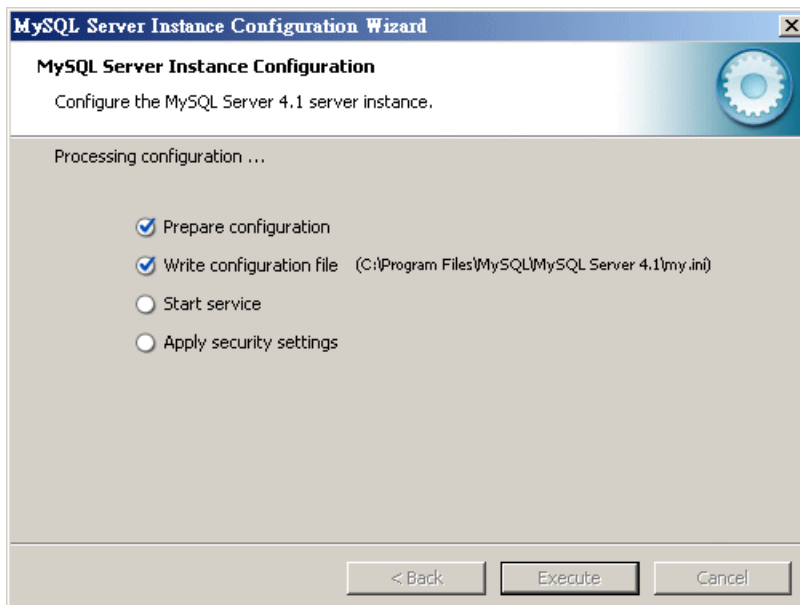 MySQL Server Instance Configuration Wizard
MySQL Server Instance Configuration
Configure the MySQL Server 4.1 server instance.
Processing configuration ...
Prepare configuration
Write configuration file (C:\Program Files\MySQL\MySQL Server 4.1\my.ini)
Start service
Apply security settings
< Back Execute Cancel